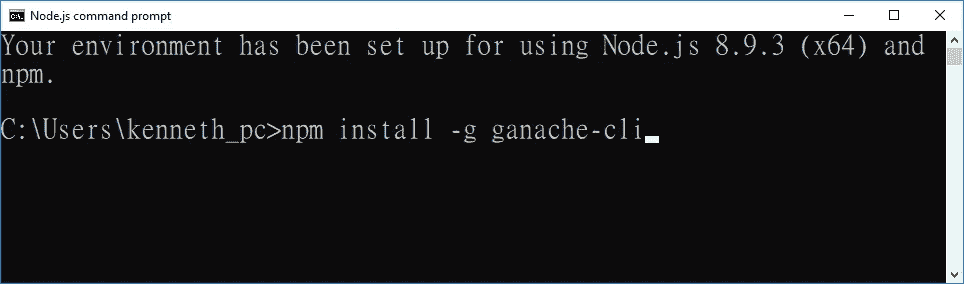 Node.js command prompt
Your environment has been set up for using Node.js 8.9.3 (x64) and
npm.
C:\Users\kenneth_pc>npm install -g ganache-cli